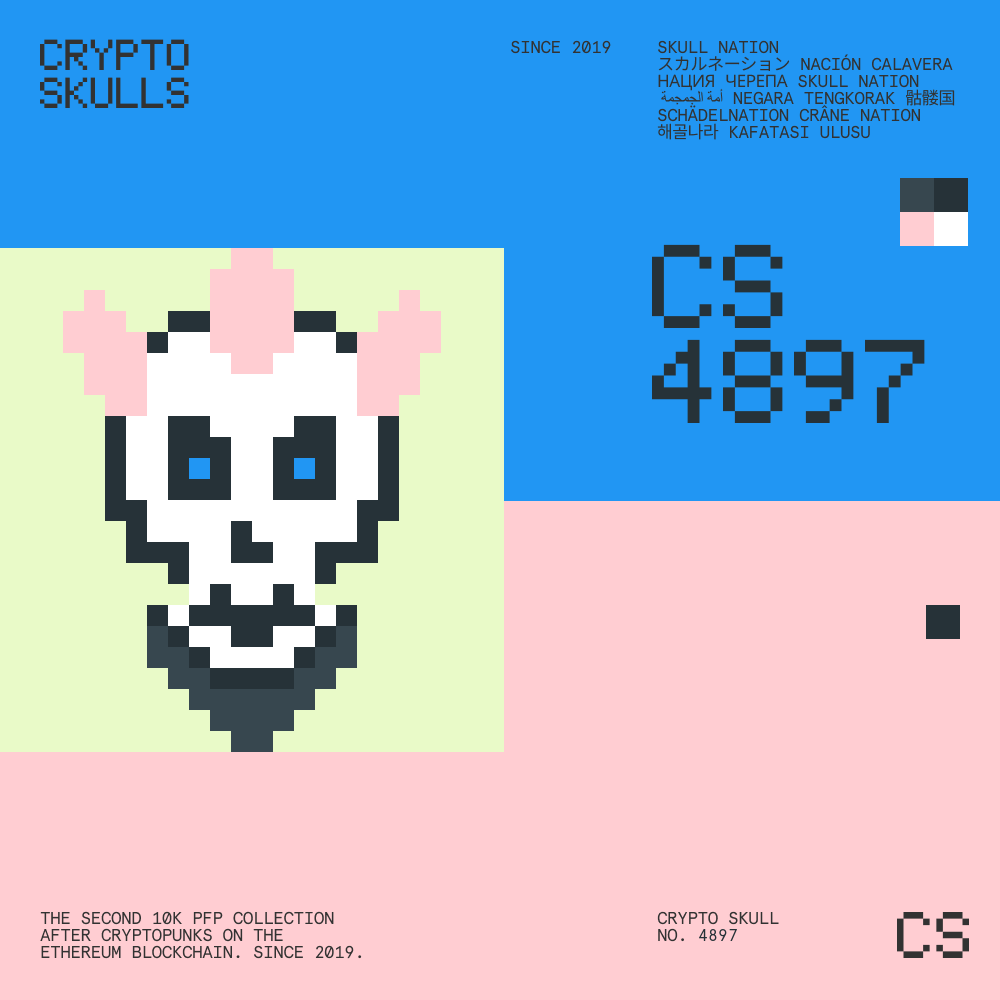 CRYPTO
SKULLS
SINCE 2019
SKULL NATION
スカルネーション NACIÓN CALAVERA
НАЦИЯ ЧЕРЕПА SKULL NATION
أمة الجمجمة NEGARA TENGKORAK 骷髅国
SCHÄDELNATION CRÂNE NATION
해골나라 KAFATASI ULUSU
CS
4897
THE SECOND 10K PFP COLLECTION
AFTER CRYPTOPUNKS ON THE
ETHEREUM BLOCKCHAIN. SINCE 2019.
CRYPTO SKULL
NO. 4897
CS